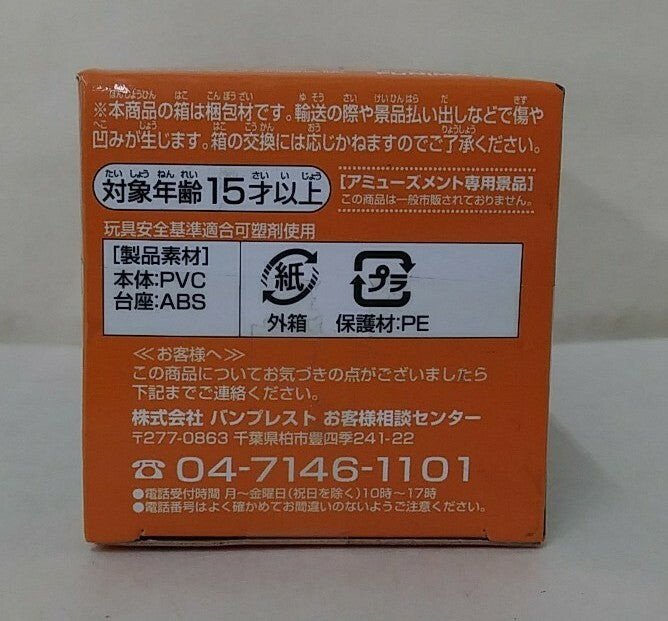 ※本商品の箱は梱包材です。輸送の際や景品払い出しなどで傷や
凹みが生じます。箱の交換には応じかねますのでご了承ください。
対象年齢15才以上
[アミューズメント専用景品]
この商品は一般市販されておりません。
玩具安全基準適合可塑剤使用
[製品素材]
本体:PVC
台座:ABS
紙
外箱
プラ
保護材:PE
≪お客様へ≫
この商品についてお気づきの点がございましたら
下記までご連絡ください。
株式会社 バンプレスト お客様相談センター
〒277-0863 千葉県柏市豊四季241-22
☎04-7146-1101
●電話受付時間 月~金曜日(祝日を除く)10時~17時
●電話番号はよく確かめてお間違いのないようご注意ください。